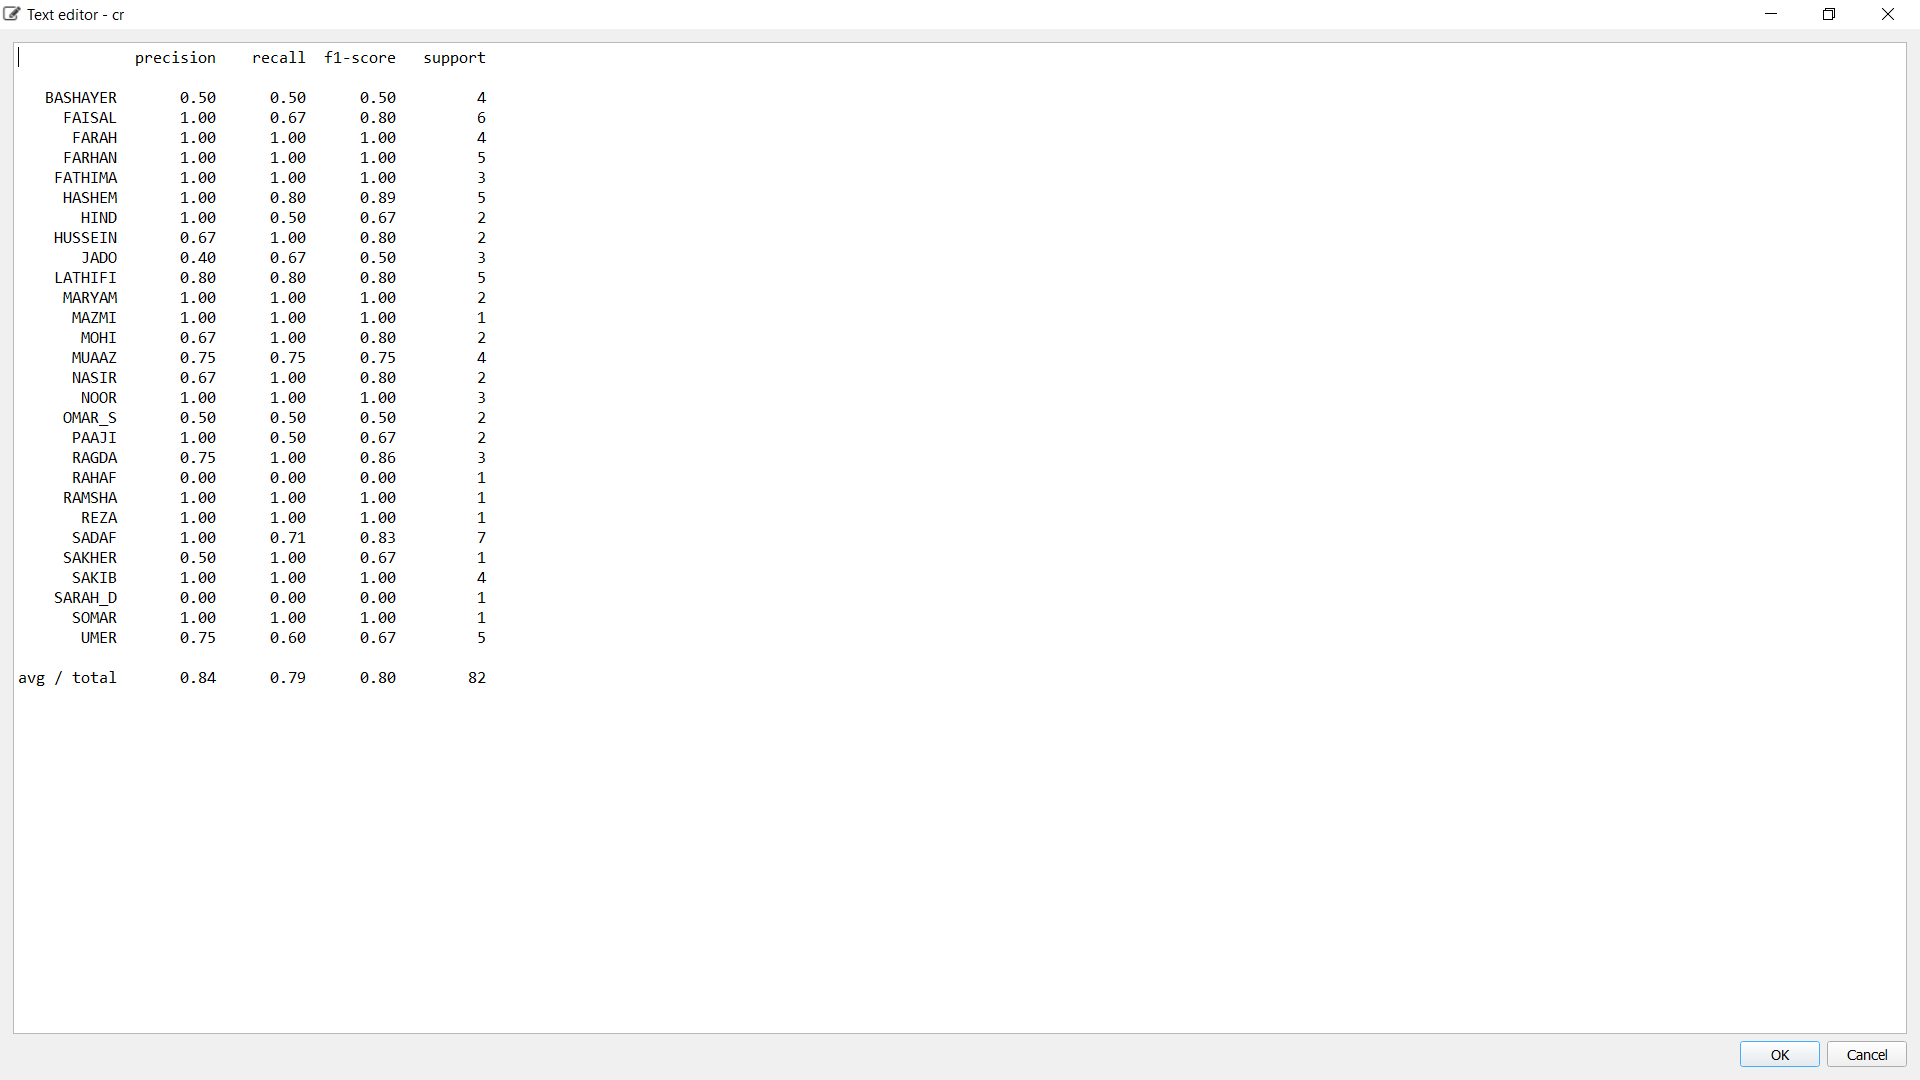 Text editor - cr
precision recall f1-score support
BASHAYER 0.50 0.50 0.50 4
FAISAL 1.00 0.67 0.80 6
FARAH 1.00 1.00 1.00 4
FARHAN 1.00 1.00 1.00 5
FATHIMA 1.00 1.00 1.00 3
HASHEM 1.00 0.80 0.89 5
HIND 1.00 0.50 0.67 2
HUSSEIN 0.67 1.00 0.80 2
JADO 0.40 0.67 0.50 3
LATHIFI 0.80 0.80 0.80 5
MARYAM 1.00 1.00 1.00 2
MAZMI 1.00 1.00 1.00 1
MOHI 0.67 1.00 0.80 2
MUAAZ 0.75 0.75 0.75 4
NASIR 0.67 1.00 0.80 2
NOOR 1.00 1.00 1.00 3
OMAR_S 0.50 0.50 0.50 2
PAAJI 1.00 0.50 0.67 2
RAGDA 0.75 1.00 0.86 3
RAHAF 0.00 0.00 0.00 1
RAMSHA 1.00 1.00 1.00 1
REZA 1.00 1.00 1.00 1
SADAF 1.00 0.71 0.83 7
SAKHER 0.50 1.00 0.67 1
SAKIB 1.00 1.00 1.00 4
SARAH_D 0.00 0.00 0.00 1
SOMAR 1.00 1.00 1.00 1
UMER 0.75 0.60 0.67 5
avg / total 0.84 0.79 0.80 82
OK Cancel